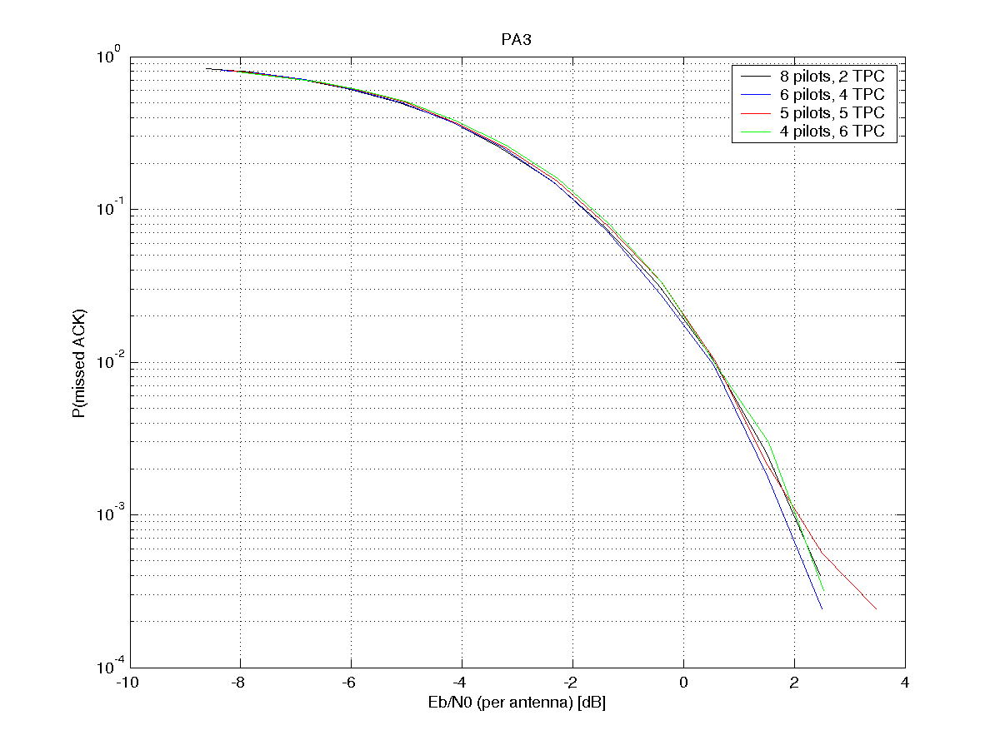 PA3
8 pilots, 2 TPC
6 pilots, 4 TPC
5 pilots, 5 TPC
4 pilots, 6 TPC
10^0
10^-1
10^-2
10^-3
10^-4
P(missed ACK)
-10 -8 -6 -4 -2 0 2 4
Eb/N0 (per antenna) [dB]